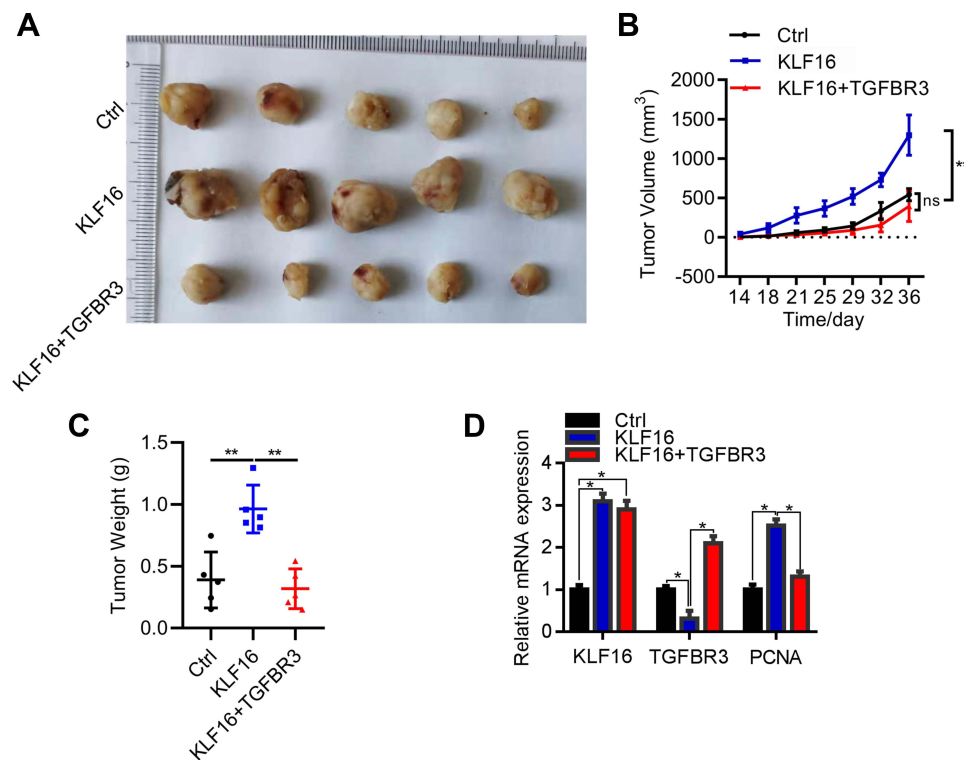 A
Ctrl
KLF16
KLF16+TGFBR3
B
Ctrl
KLF16
KLF16+TGFBR3
Tumor Volume (mm³)
2000
1500
1000
500
0
-500
14 18 21 25 29 32 36
Time/day
ns
**
C
Tumor Weight (g)
1.5
1.0
0.5
0.0
** **
Ctrl
KLF16
KLF16+TGFBR3
D
Ctrl
KLF16
KLF16+TGFBR3
Relative mRNA expression
4
3
2
1
0
* *
* *
* *
KLF16 TGFBR3 PCNA